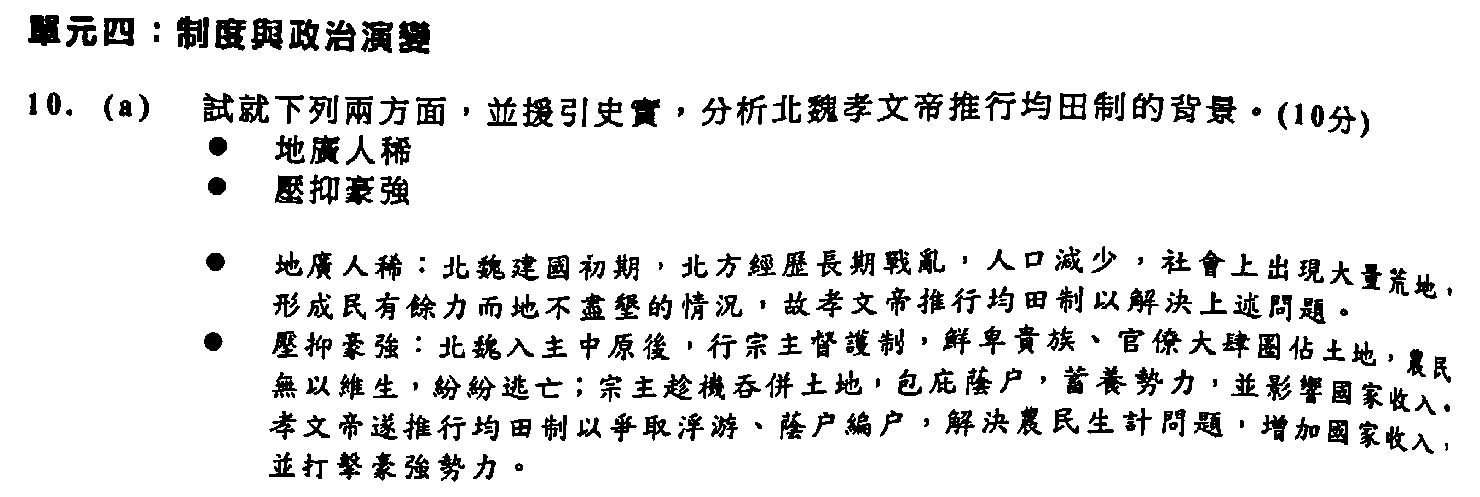 單元四：制度與政治演變
10. (a) 試就下列兩方面，並援引史實，分析北魏孝文帝推行均田制的背景。(10分)
● 地廣人稀
● 壓抑豪強
● 地廣人稀：北魏建國初期，北方經歷長期戰亂，人口減少，社會上出現大量荒地，
形成民有餘力而地不盡墾的情況，故孝文帝推行均田制以解決上述問題。
● 壓抑豪強：北魏入主中原後，行宗主督護制，鮮卑貴族、官僚大肆圈佔土地，農民
無以維生，紛紛逃亡；宗主趁機吞併土地，包庇蔭户，蓄養勢力，並影響國家收入。
孝文帝遂推行均田制以爭取浮游、蔭户編户，解決農民生計問題，增加國家收入，
並打擊豪強勢力。